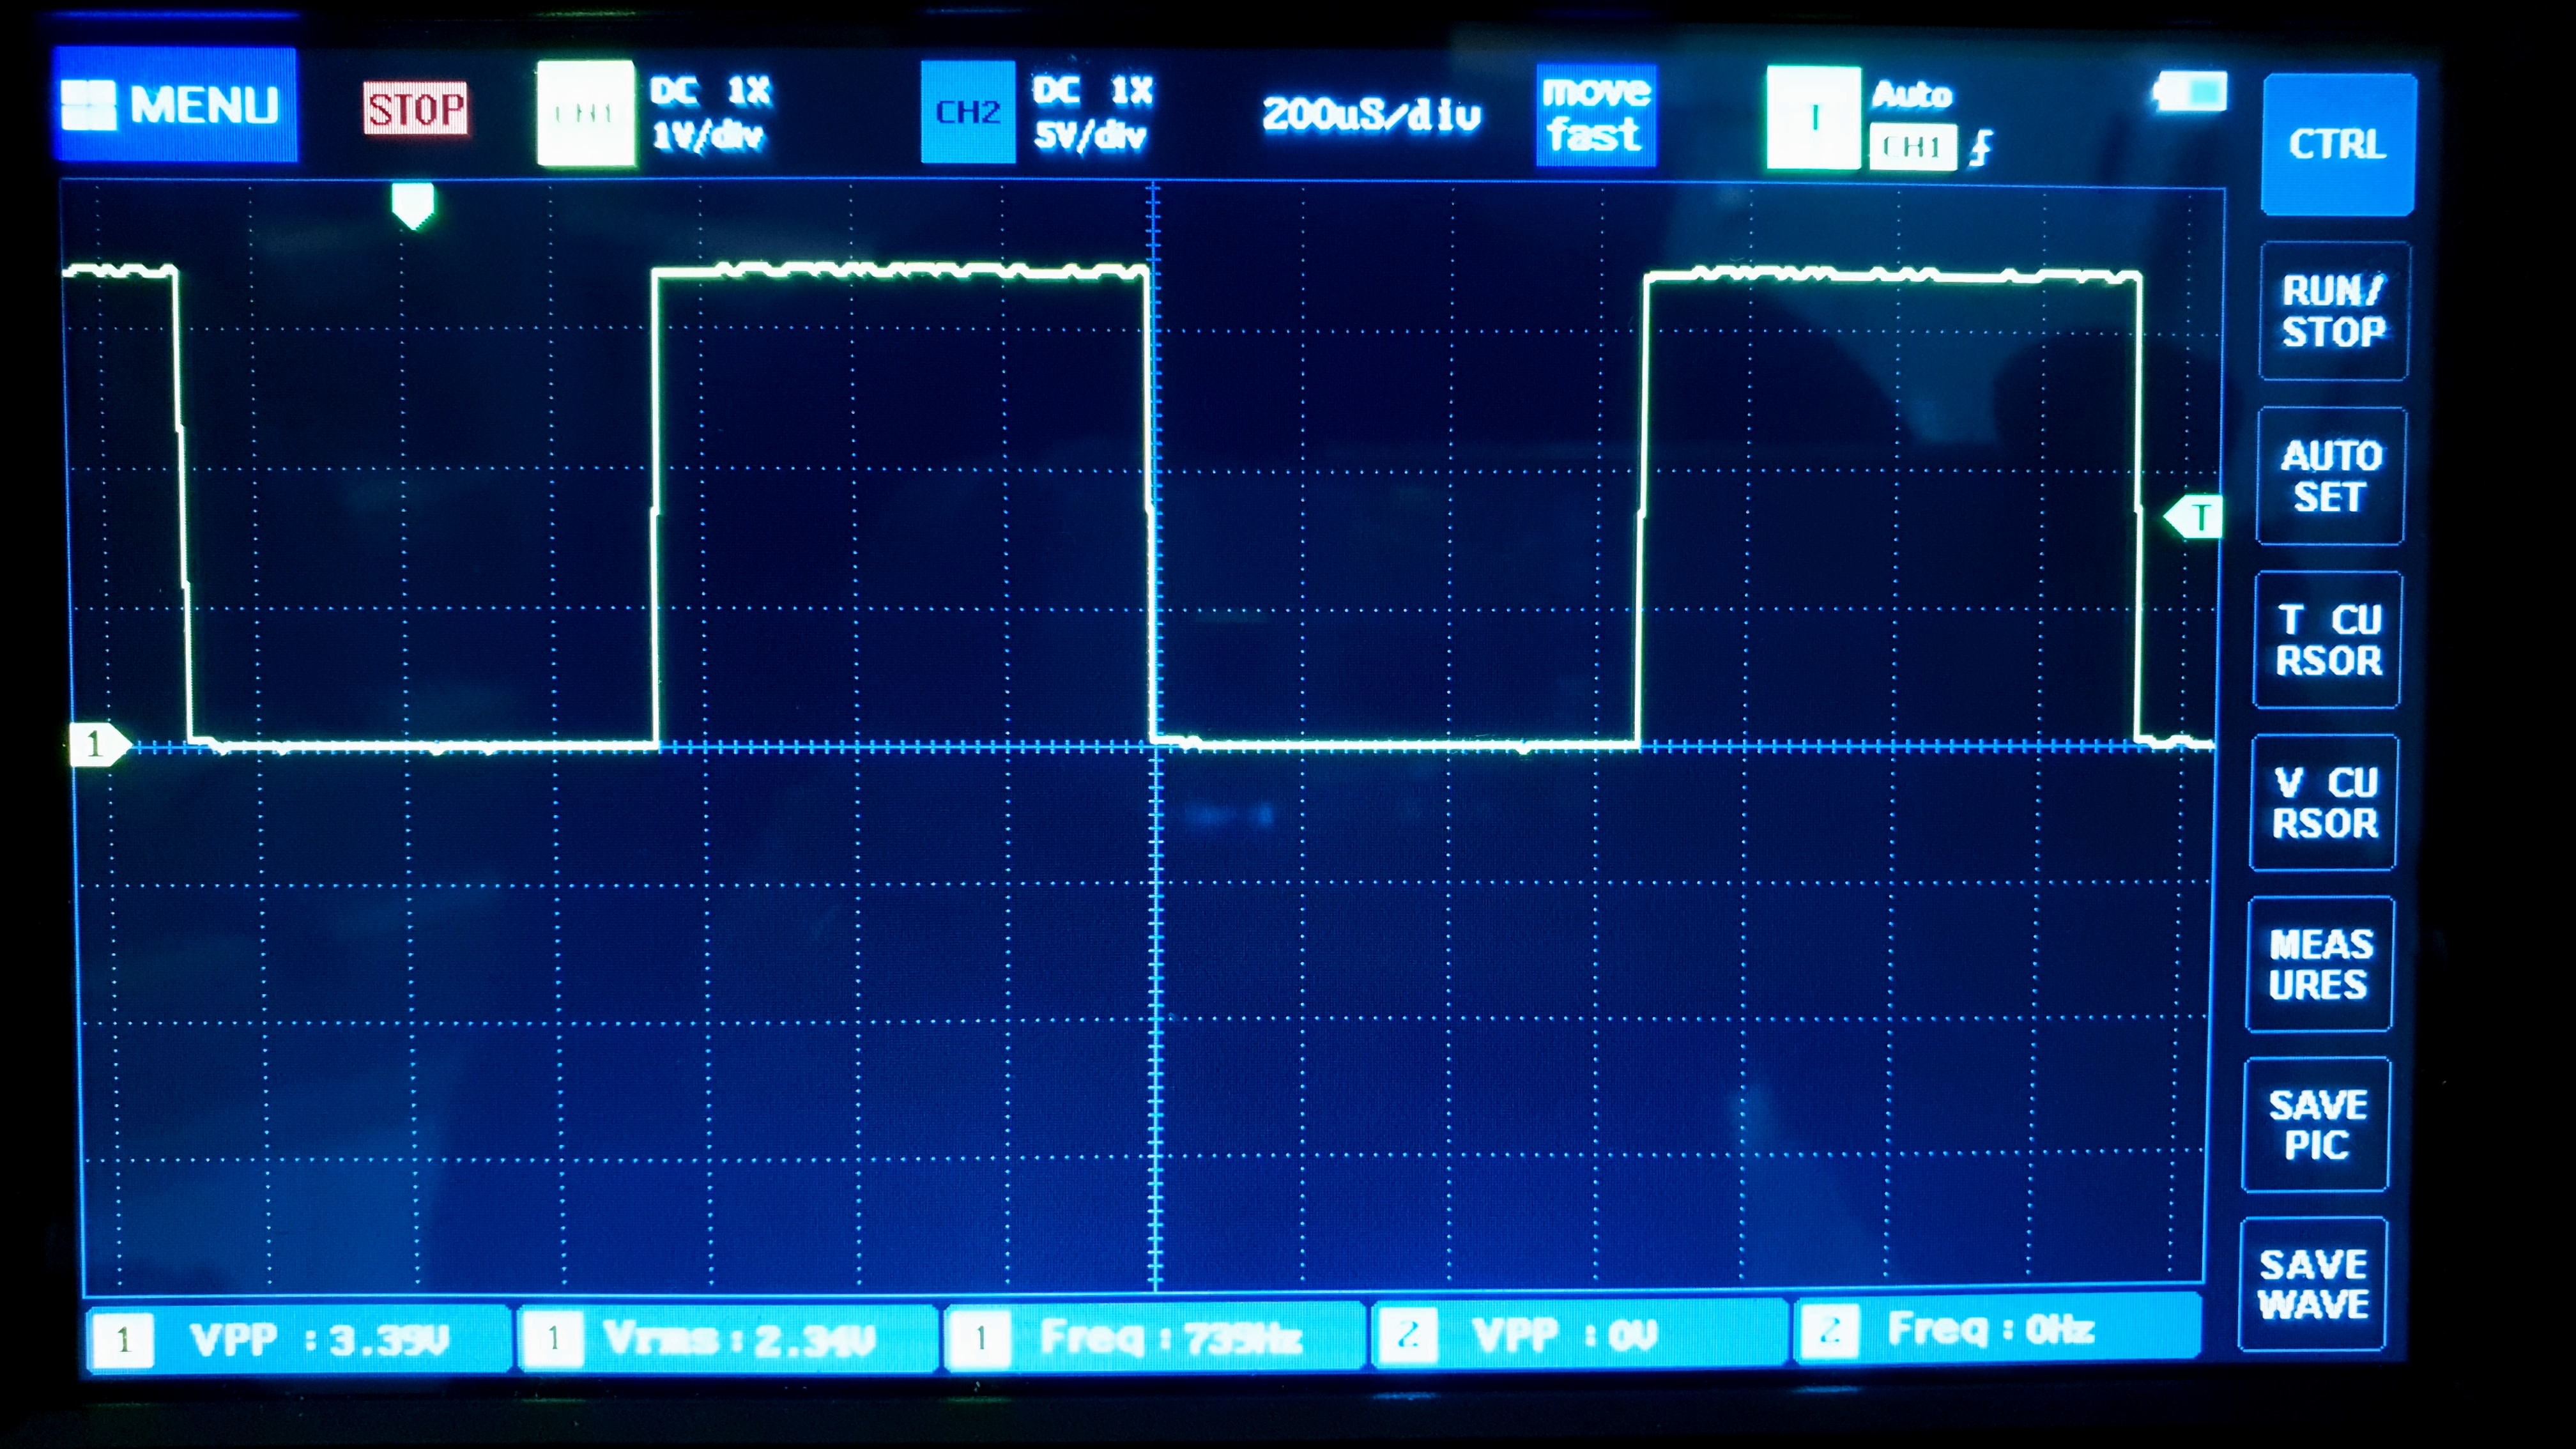 MENU
STOP
CH1
DC 1X
1V/div
CH2
DC 1X
5V/div
200uS/div
move
fast
T
Auto
CH1
CTRL
RUN/
STOP
AUTO
SET
T CU
RSOR
V CU
RSOR
MEAS
URES
SAVE
PIC
SAVE
WAVE
T
1
1 VPP :3.39V
1 Vrms:2.34V
1 Freq:739Hz
2 VPP :0V
2 Freq:0Hz